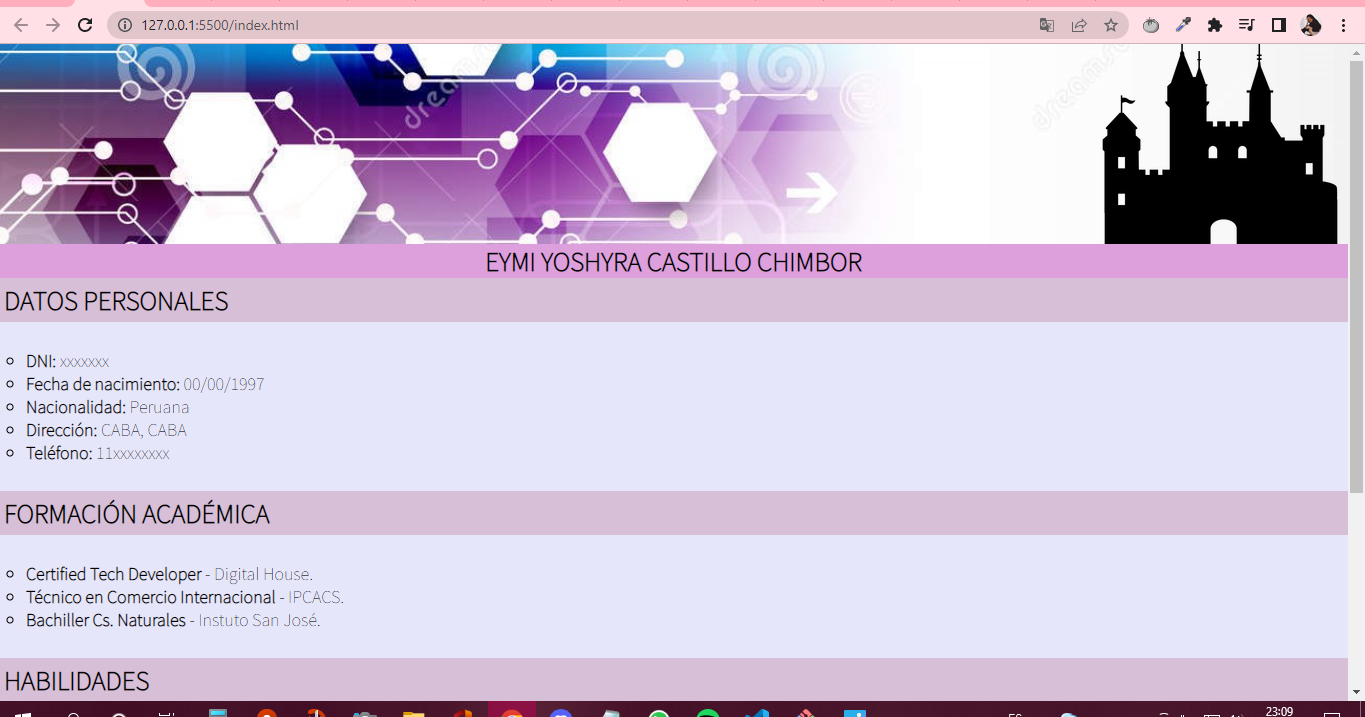 127.0.0.1:5500/index.html
dreams
dreams
EYMI YOSHYRA CASTILLO CHIMBOR
DATOS PERSONALES
DNI: xxxxxxx
Fecha de nacimiento: 00/00/1997
Nacionalidad: Peruana
Dirección: CABA, CABA
Teléfono: 11xxxxxxxx
FORMACIÓN ACADÉMICA
Certified Tech Developer - Digital House.
Técnico en Comercio Internacional - IPCACS.
Bachiller Cs. Naturales - Instuto San José.
HABILIDADES
23:09